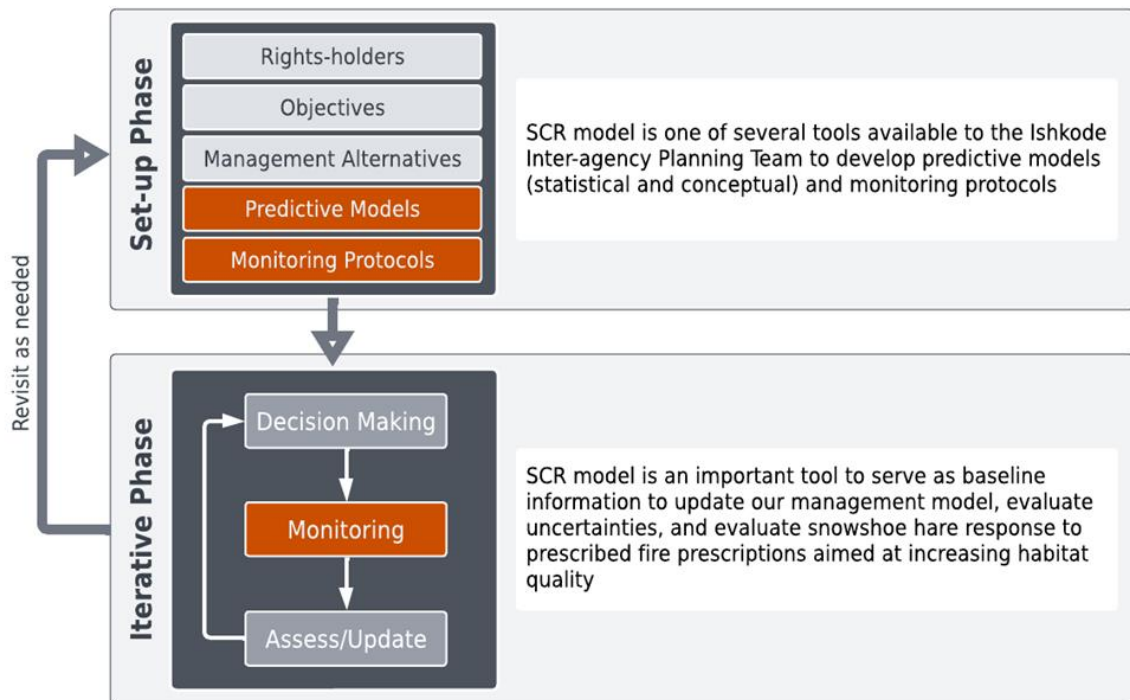 Set-up Phase
Rights-holders
Objectives
Management Alternatives
Predictive Models
Monitoring Protocols
SCR model is one of several tools available to the Ishkode
Inter-agency Planning Team to develop predictive models
(statistical and conceptual) and monitoring protocols
Revisit as needed
Iterative Phase
Decision Making
Monitoring
Assess/Update
SCR model is an important tool to serve as baseline
information to update our management model, evaluate
uncertainties, and evaluate snowshoe hare response to
prescribed fire prescriptions aimed at increasing habitat
quality